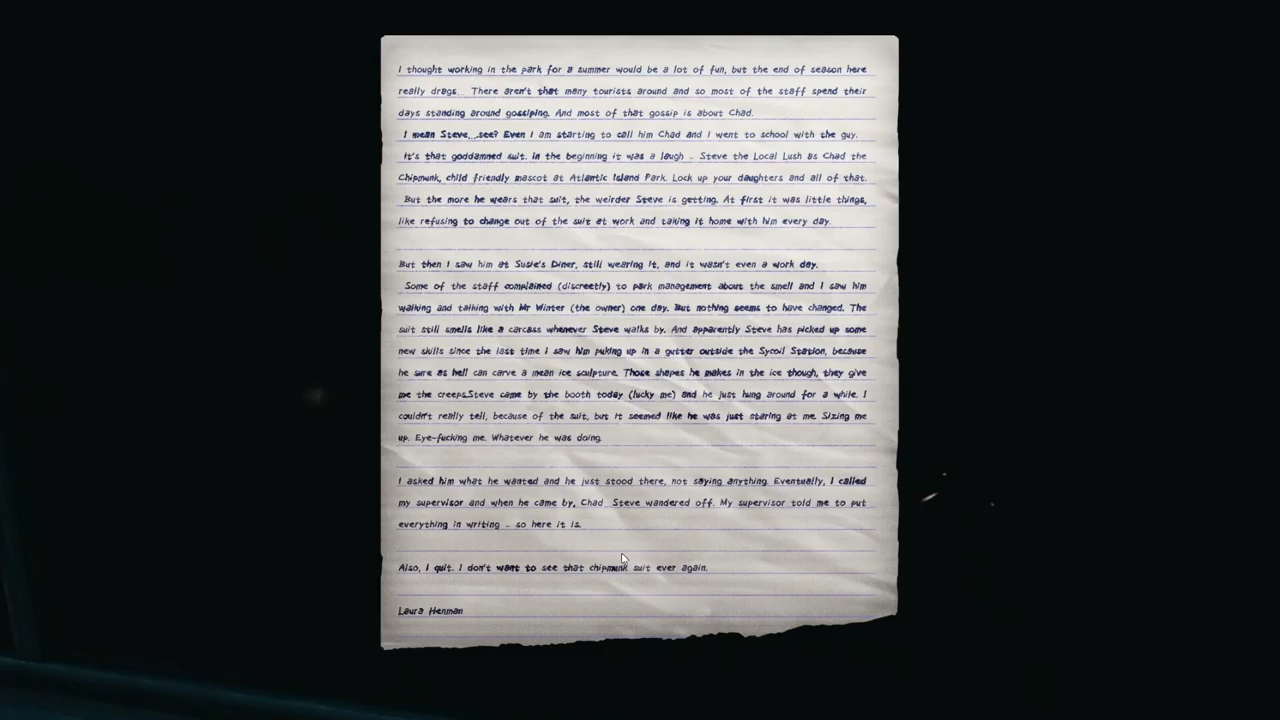 I thought working in the park for a summer would be a lot of fun, but the end of season here
really drags... There aren't that many tourists around and so most of the staff spend their
days standing around gossiping. And most of that gossip is about Chad.
I mean Steve....see? Even I am starting to call him Chad and I went to school with the guy.
It's that goddamned suit. In the beginning it was a laugh - Steve the Local Lush as Chad the
Chipmunk, child friendly mascot at Atlantic Island Park. Lock up your daughters and all of that.
But the more he wears that suit, the weirder Steve is getting. At first it was little things,
like refusing to change out of the suit at work and taking it home with him every day.
But then I saw him at Susie's Diner, still wearing it, and it wasn't even a work day.
Some of the staff complained (discreetly) to park management about the smell and I saw him
walking and talking with Mr Winter (the owner) one day. But nothing seems to have changed. The
suit still smells like a carcass whenever Steve walks by. And apparently Steve has picked up some
new skills since the last time I saw him puking up in a gutter outside the Sycoil Station, because
he sure as hell can carve a mean ice sculpture. Those shapes he makes in the ice though, they give
me the creeps.Steve came by the booth today (lucky me) and he just hung around for a while. I
couldn't really tell, because of the suit, but it seemed like he was just staring at me. Sizing me
up. Eye-fucking me. Whatever he was doing.
I asked him what he wanted and he just stood there, not saying anything. Eventually, I called
my supervisor and when he came by, Chad...Steve wandered off. My supervisor told me to put
everything in writing - so here it is.
Also, I quit. I don't want to see that chipmunk suit ever again.
Laura Henman